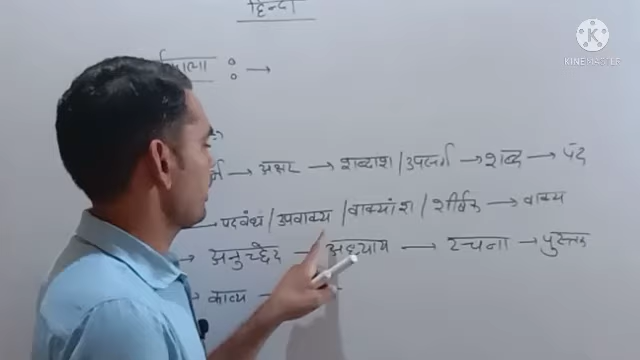 हिन्दी
KINEMASTER
→ अक्षर → शब्दांश / उपसर्ग → शब्द → पद
→ पदबंध / उपवाक्य / वाक्यांश / शीर्षक → वाक्य
→ अनुच्छेद → अध्याय → रचना → पुस्तक
→ काव्य →